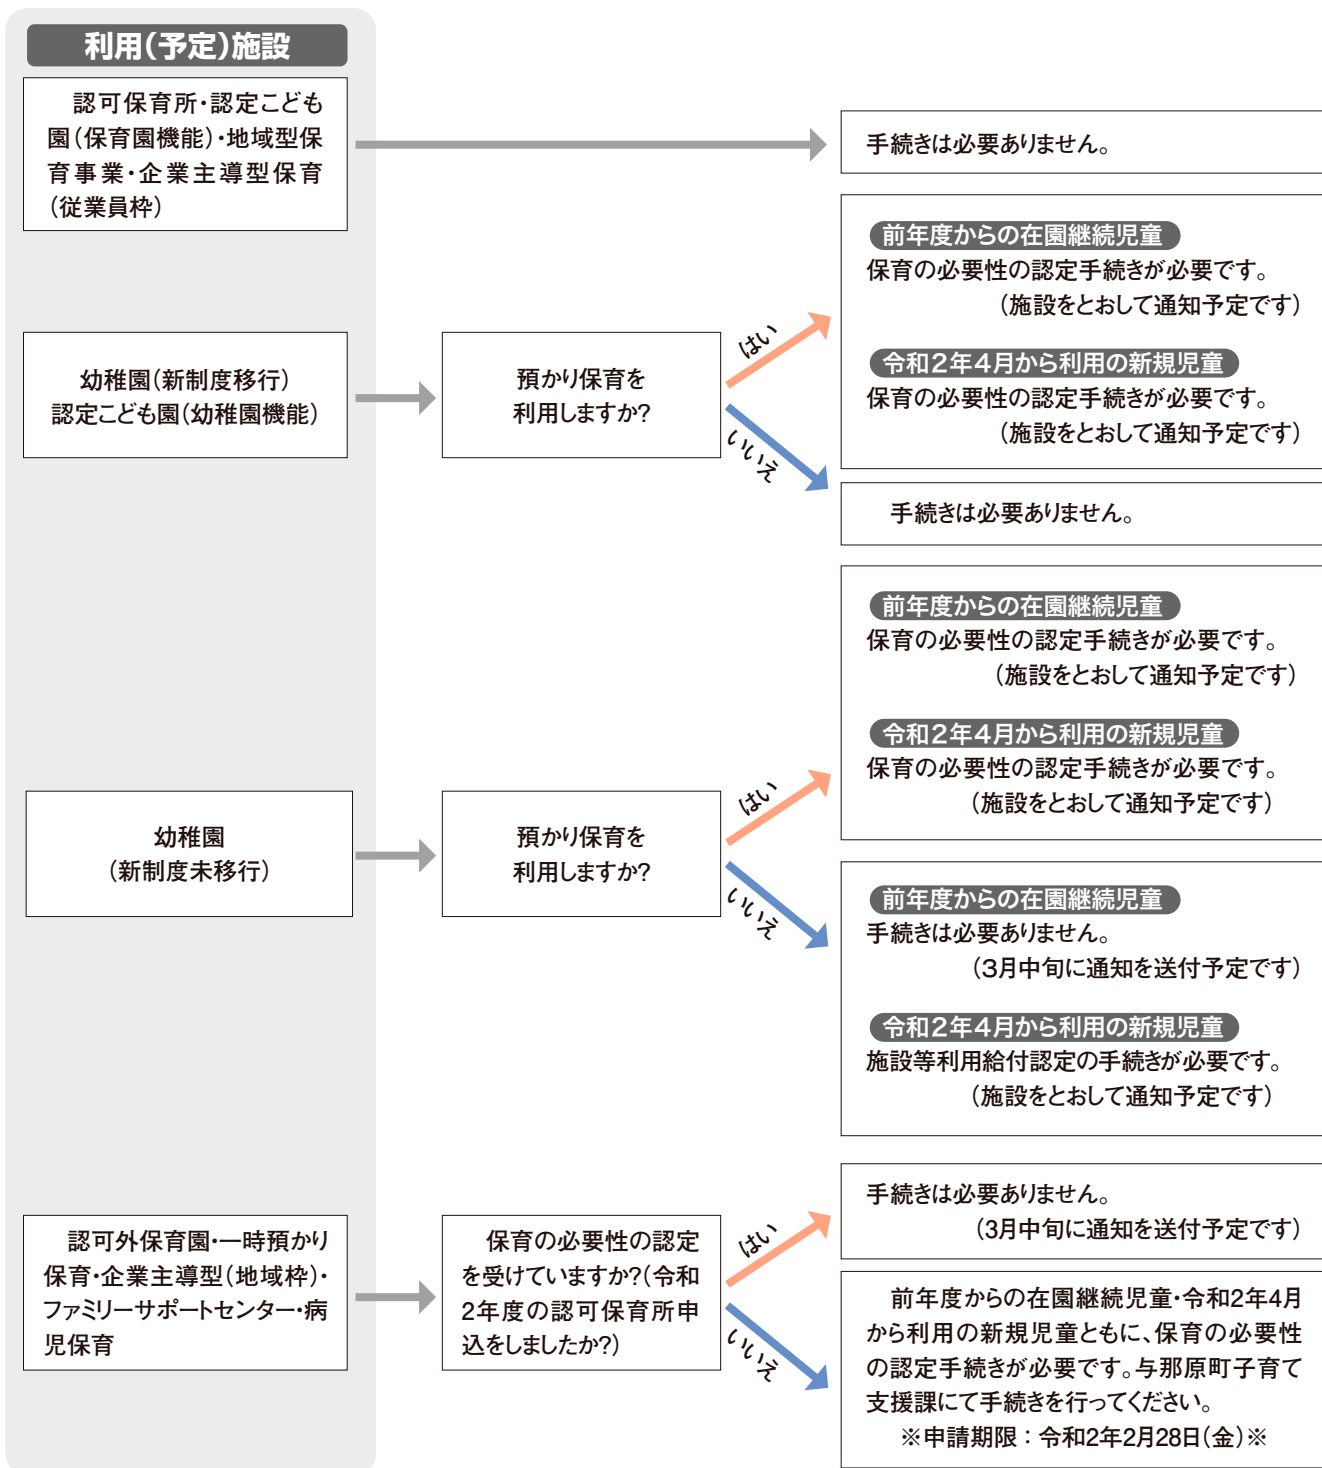 利用(予定)施設
認可保育所・認定こども
園(保育園機能)・地域型保
育事業・企業主導型保育
(従業員枠)
手続きは必要ありません。
幼稚園(新制度移行)
認定こども園(幼稚園機能)
預かり保育を
利用しますか?
はい
いいえ
前年度からの在園継続児童
保育の必要性の認定手続きが必要です。
(施設をとおして通知予定です)
令和2年4月から利用の新規児童
保育の必要性の認定手続きが必要です。
(施設をとおして通知予定です)
手続きは必要ありません。
幼稚園
(新制度未移行)
預かり保育を
利用しますか?
はい
いいえ
前年度からの在園継続児童
保育の必要性の認定手続きが必要です。
(施設をとおして通知予定です)
令和2年4月から利用の新規児童
保育の必要性の認定手続きが必要です。
(施設をとおして通知予定です)
前年度からの在園継続児童
手続きは必要ありません。
(3月中旬に通知を送付予定です)
令和2年4月から利用の新規児童
施設等利用給付認定の手続きが必要です。
(施設をとおして通知予定です)
認可外保育園・一時預かり
保育・企業主導型(地域枠)・
ファミリーサポートセンター・病
児保育
保育の必要性の認定
を受けていますか?(令和
2年度の認可保育所申
込をしましたか?)
はい
いいえ
手続きは必要ありません。
(3月中旬に通知を送付予定です)
前年度からの在園継続児童・令和2年4月
から利用の新規児童ともに、保育の必要性
の認定手続きが必要です。与那原町子育て
支援課にて手続きを行ってください。
※申請期限：令和2年2月28日(金)※